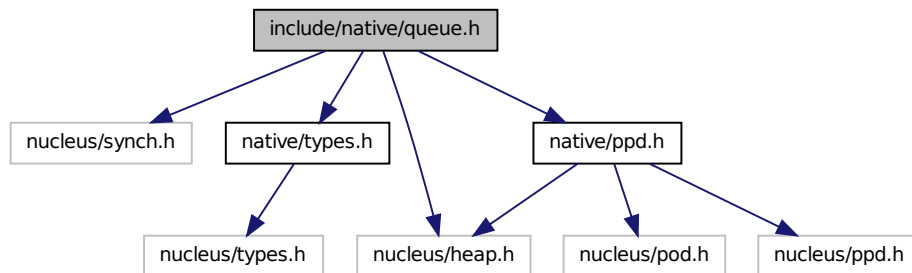 include/native/queue.h
nucleus/synch.h
native/types.h
native/ppd.h
nucleus/types.h
nucleus/heap.h
nucleus/pod.h
nucleus/ppd.h